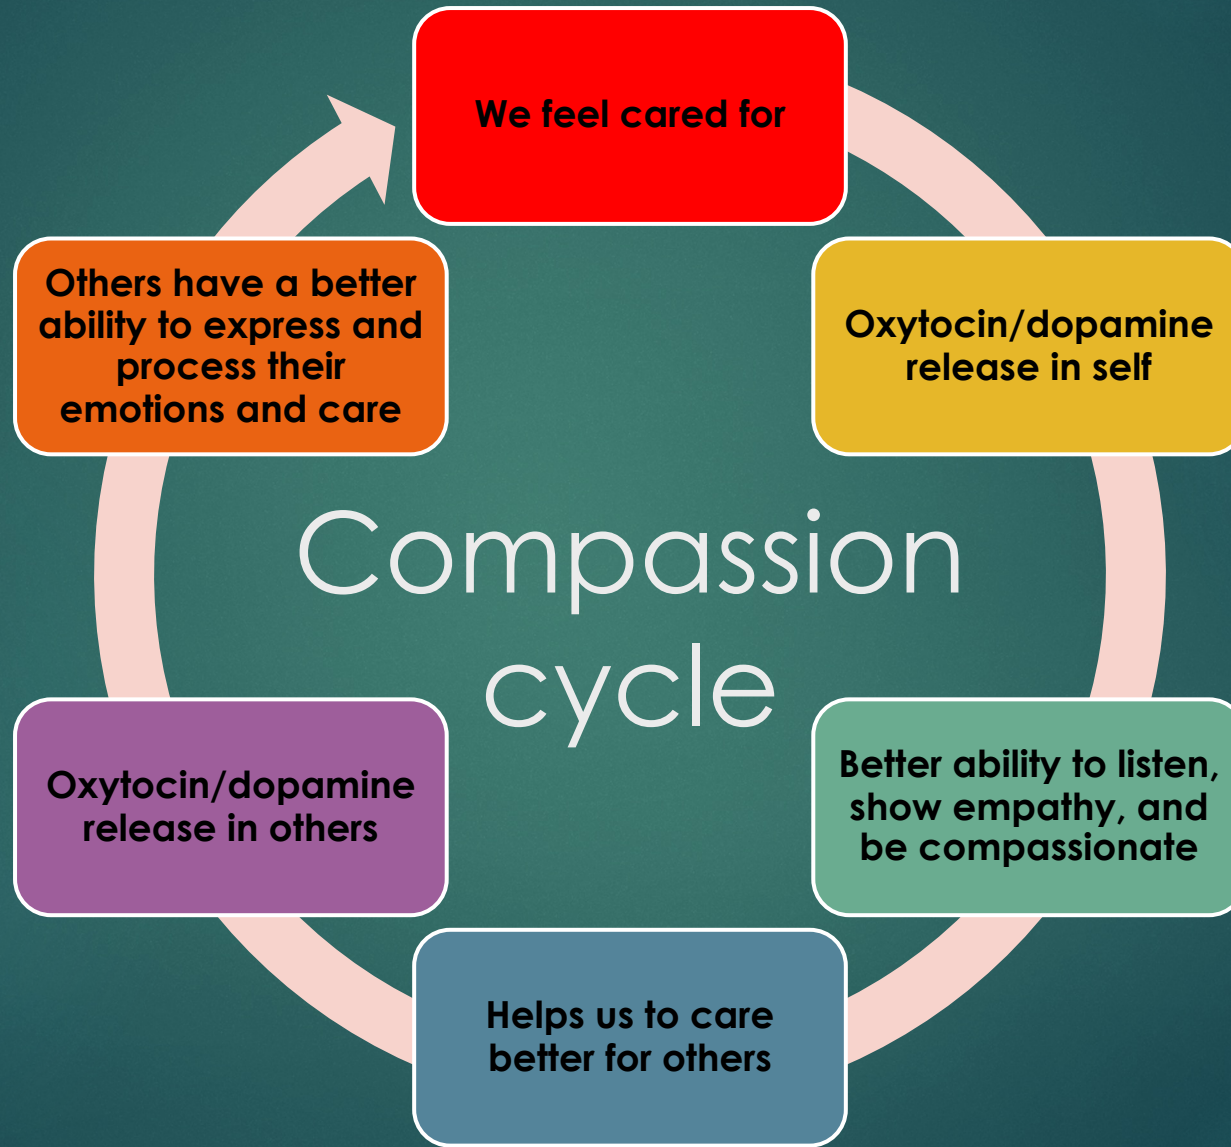 We feel cared for
Oxytocin/dopamine
release in self
Better ability to listen,
show empathy, and
be compassionate
Helps us to care
better for others
Oxytocin/dopamine
release in others
Others have a better
ability to express and
process their
emotions and care
Compassion
cycle